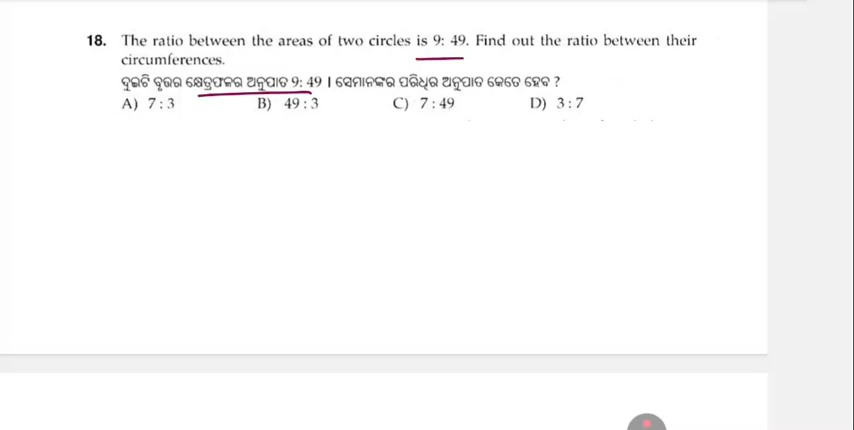 18. The ratio between the areas of two circles is 9: 49. Find out the ratio between their
circumferences.
ଦୁଇଟି ବୃତ୍ତର କ୍ଷେତ୍ରଫଳର ଅନୁପାତ 9: 49 । ସେମାନଙ୍କର ପରିଧିର ଅନୁପାତ କେତେ ହେବ ?
A) 7 : 3 B) 49 : 3 C) 7 : 49 D) 3 : 7